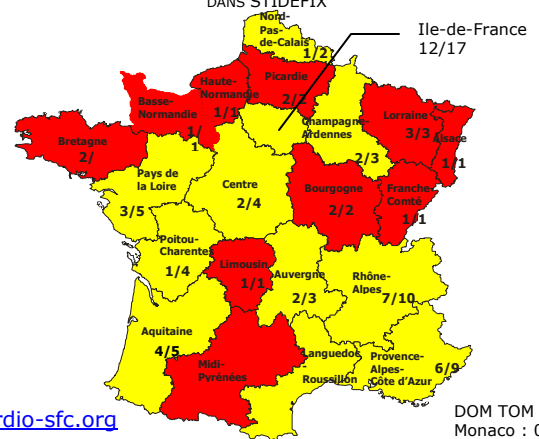 DANS STIDEFIX
Nord-
Pas-
de-Calais
1/2
Ile-de-France
12/17
Haute-
Normandie
1/1
Picardie
2/2
Basse-
Normandie
1/
1
Champagne-
Ardennes
2/3
Lorraine
3/3
Alsace
1/1
Bretagne
2/
Pays de
la Loire
3/5
Centre
2/4
Bourgogne
2/2
Franche-
Comté
1/1
Poitou-
Charentes
1/4
Limousin
1/1
Auvergne
2/3
Rhône-
Alpes
7/10
Aquitaine
4/5
Midi-
Pyrénées
Languedoc
Roussillon
Provence-
Alpes-
Côte d'Azur
6/9
rdio-sfc.org
DOM TOM
Monaco : 0